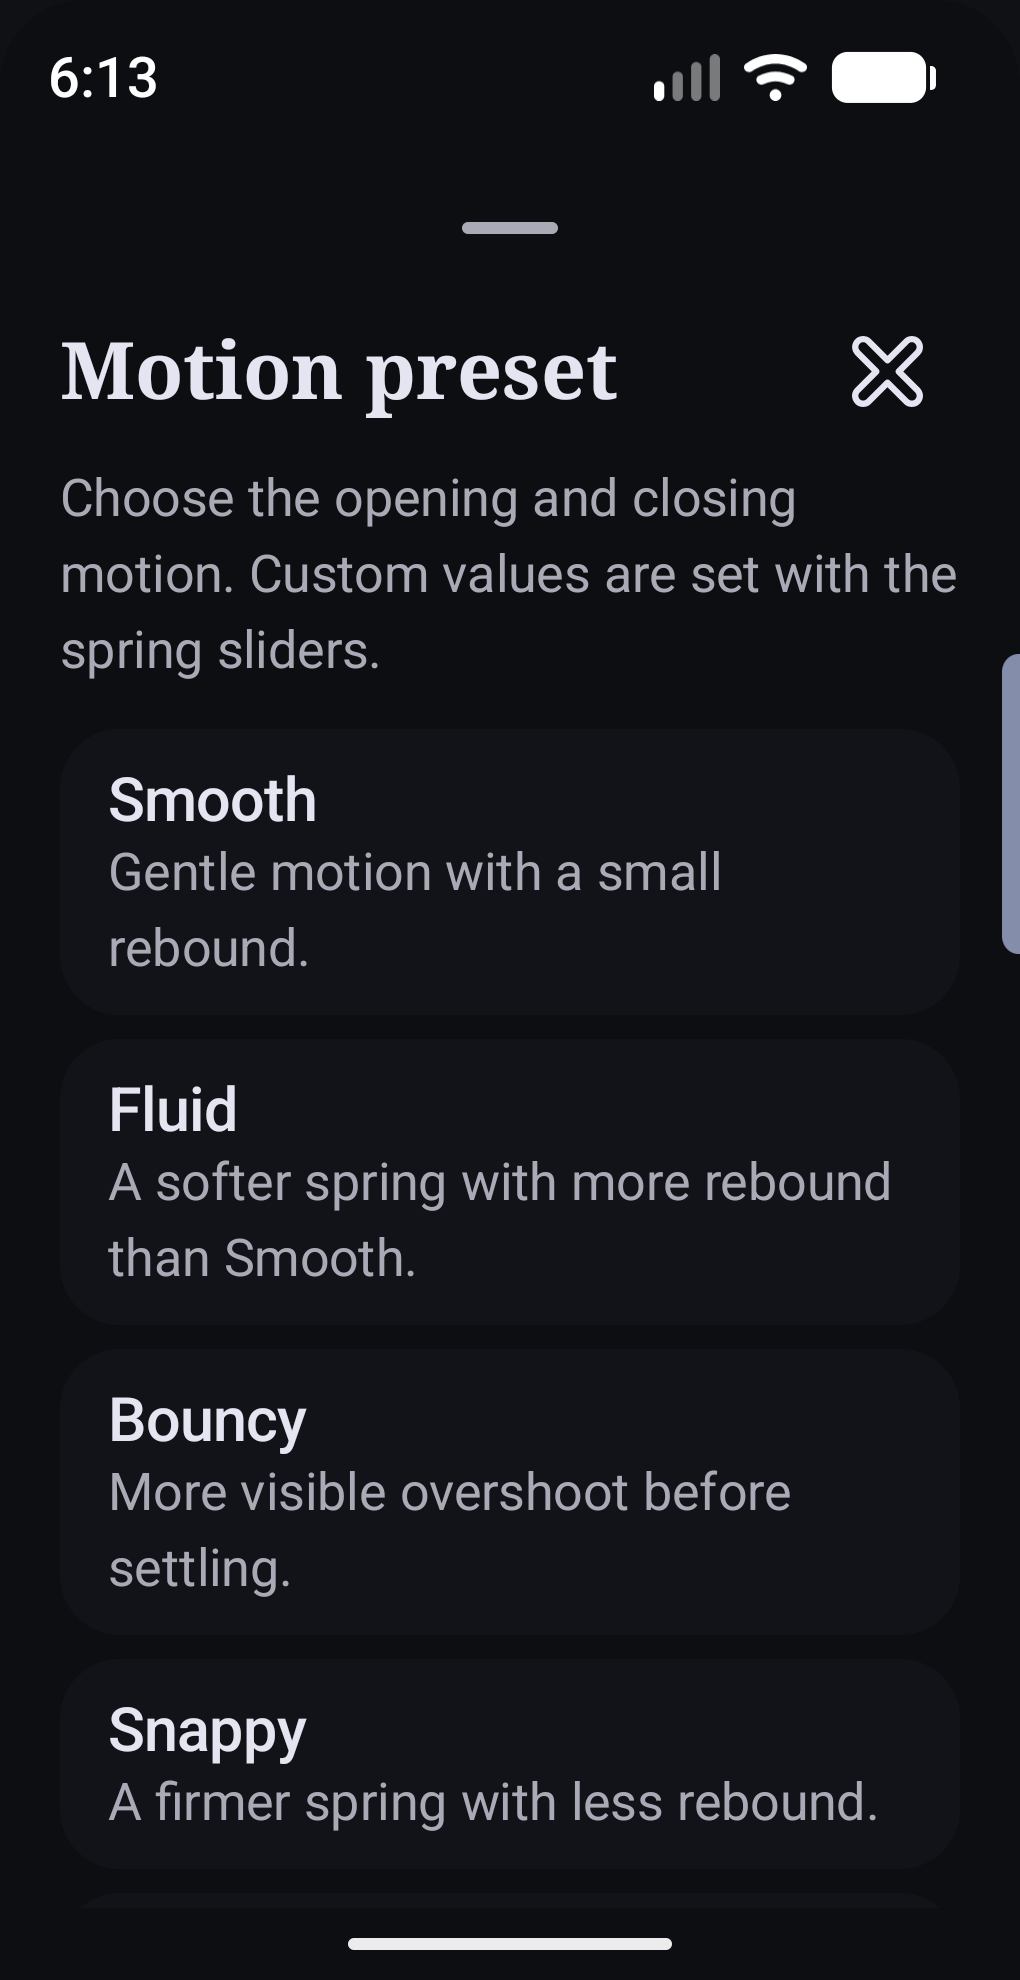 6:13
Motion preset
Choose the opening and closing
motion. Custom values are set with the
spring sliders.
Smooth
Gentle motion with a small
rebound.
Fluid
A softer spring with more rebound
than Smooth.
Bouncy
More visible overshoot before
settling.
Snappy
A firmer spring with less rebound.